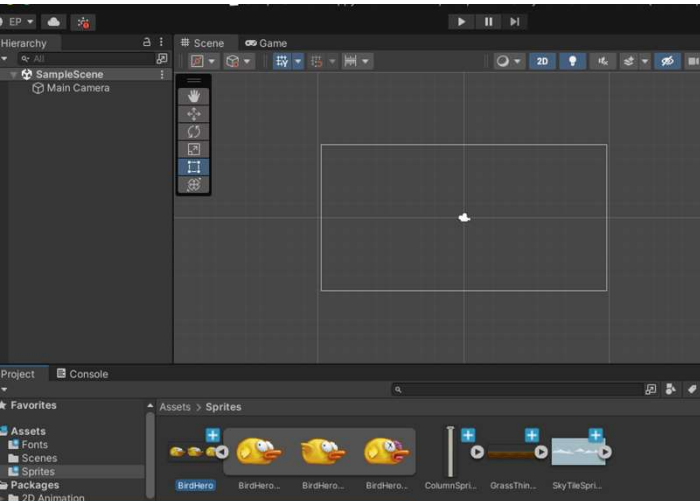 EP
Hierarchy
Scene
Game
All
2D
SampleScene
Main Camera
Project
Console
Favorites
Assets > Sprites
Assets
Fonts
Scenes
Sprites
Packages
2D Animation
BirdHero
BirdHero...
BirdHero...
BirdHero...
ColumnSpri...
GrassThin...
SkyTileSpri...